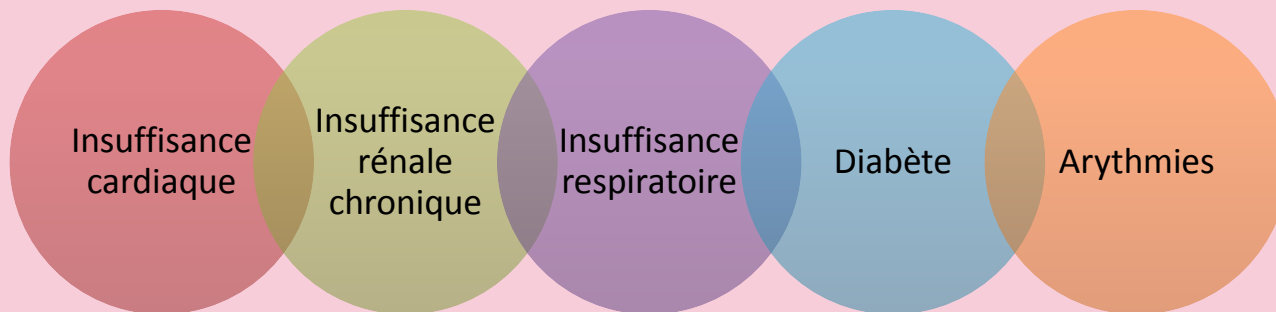 Insuffisance
cardiaque
Insuffisance
rénale
chronique
Insuffisance
respiratoire
Diabète
Arythmies